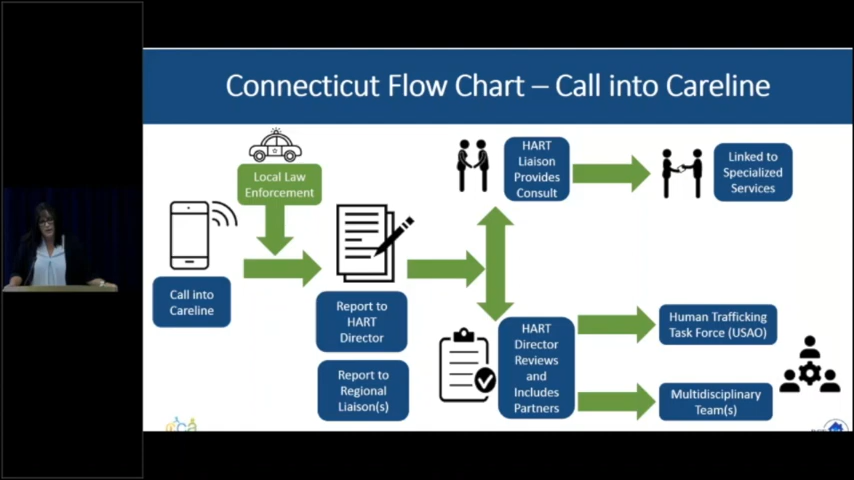 Connecticut Flow Chart – Call into Careline
Local Law
Enforcement
Call into
Careline
Report to
HART
Director
Report to
Regional
Liaison(s)
HART
Liaison
Provides
Consult
Linked to
Specialized
Services
HART
Director
Reviews
and
Includes
Partners
Human Trafficking
Task Force (USAO)
Multidisciplinary
Team(s)